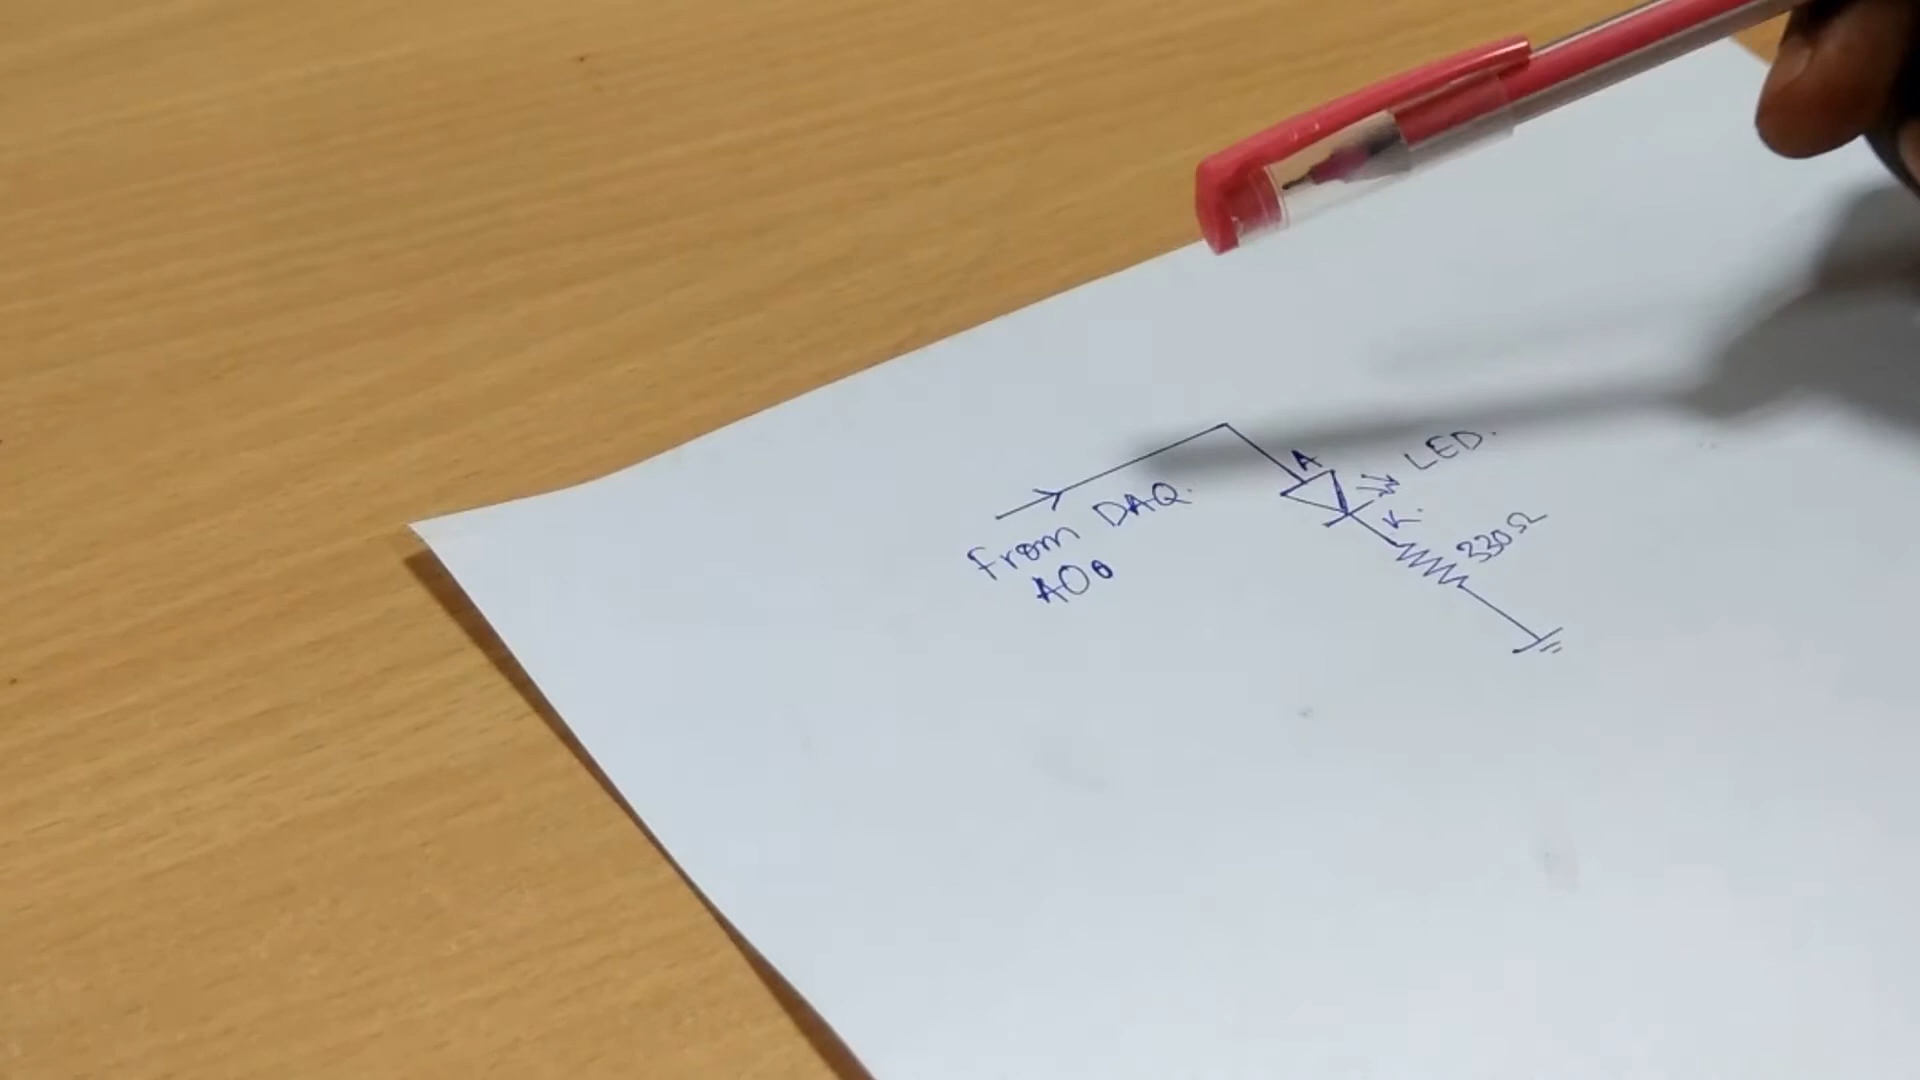 From DAQ.
AO0
A
LED.
K.
330Ω